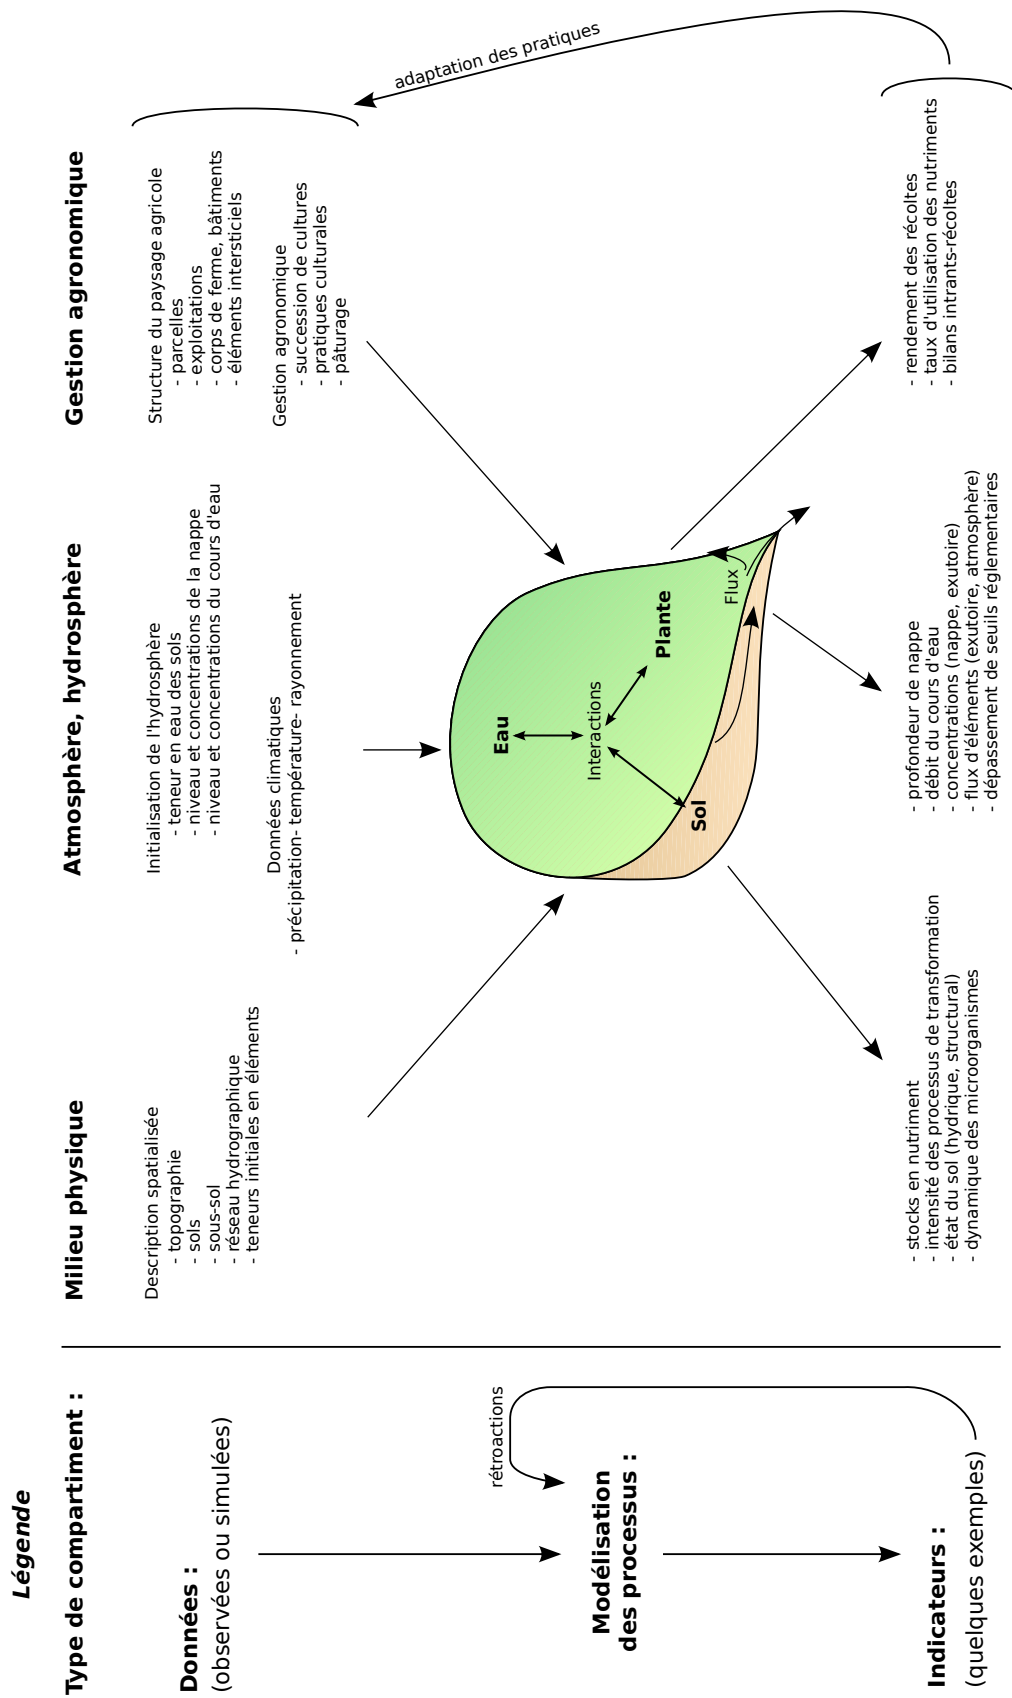 Légende
Type de compartiment :
Milieu physique
Atmosphère, hydrosphère
Gestion agronomique
Données :
(observées ou simulées)
Description spatialisée
- topographie
- sols
- sous-sol
- réseau hydrographique
- teneurs initiales en éléments
Initialisation de l'hydrosphère
- teneur en eau des sols
- niveau et concentrations de la nappe
- niveau et concentrations du cours d'eau
Données climatiques
- précipitation- température- rayonnement
Structure du paysage agricole
- parcelles
- exploitations
- corps de ferme, bâtiments
- éléments intersticiels
Gestion agronomique
- succession de cultures
- pratiques culturales
- pâturage
adaptation des pratiques
rétroactions
Modélisation
des processus :
Eau
Interactions
Sol
Plante
Flux
Indicateurs :
(quelques exemples)
- stocks en nutriment
- intensité des processus de transformation
- état du sol (hydrique, structural)
- dynamique des microorganismes
- profondeur de nappe
- débit du cours d'eau
- concentrations (nappe, exutoire)
- flux d'éléments (exutoire, atmosphère)
- dépassement de seuils réglementaires
- rendement des récoltes
- taux d'utilisation des nutriments
- bilans intrants-récoltes